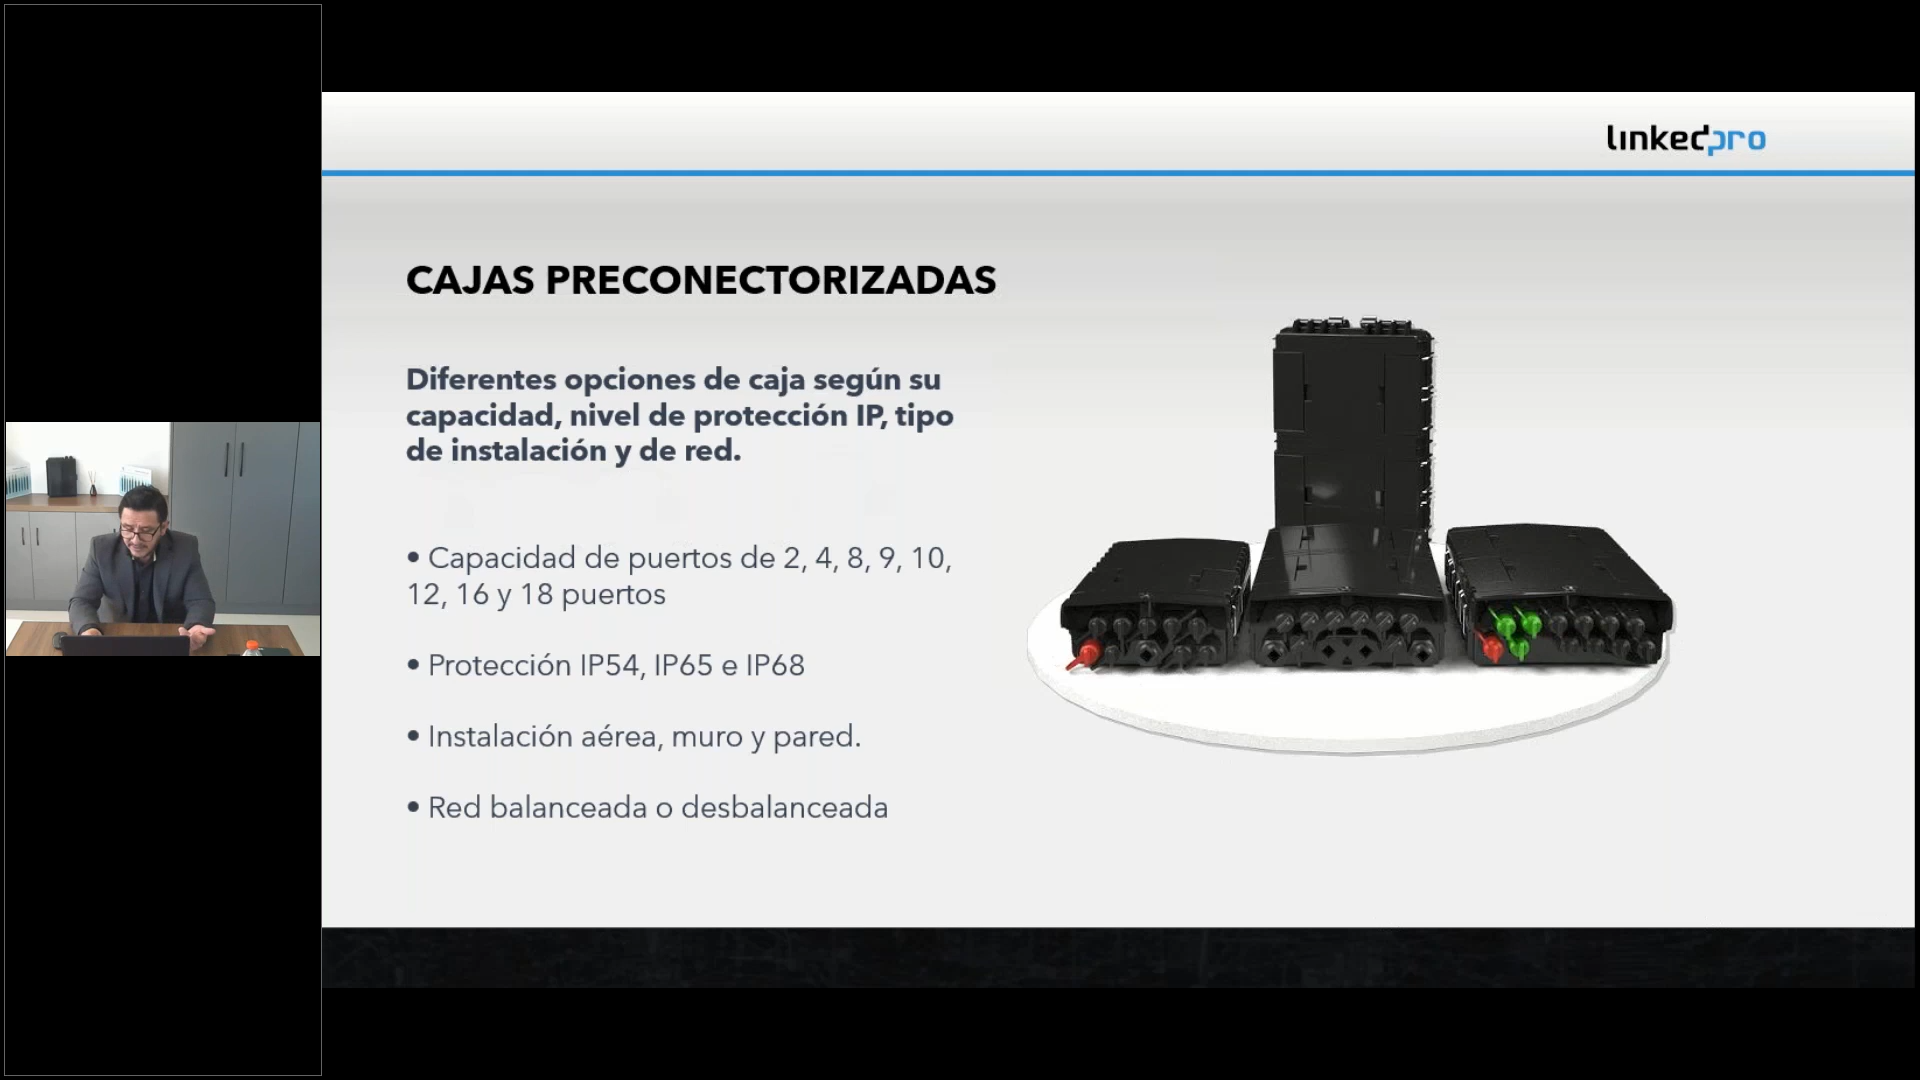 linkedpro
CAJAS PRECONECTORIZADAS
Diferentes opciones de caja según su
capacidad, nivel de protección IP, tipo
de instalación y de red.
• Capacidad de puertos de 2, 4, 8, 9, 10,
12, 16 y 18 puertos
• Protección IP54, IP65 e IP68
• Instalación aérea, muro y pared.
• Red balanceada o desbalanceada